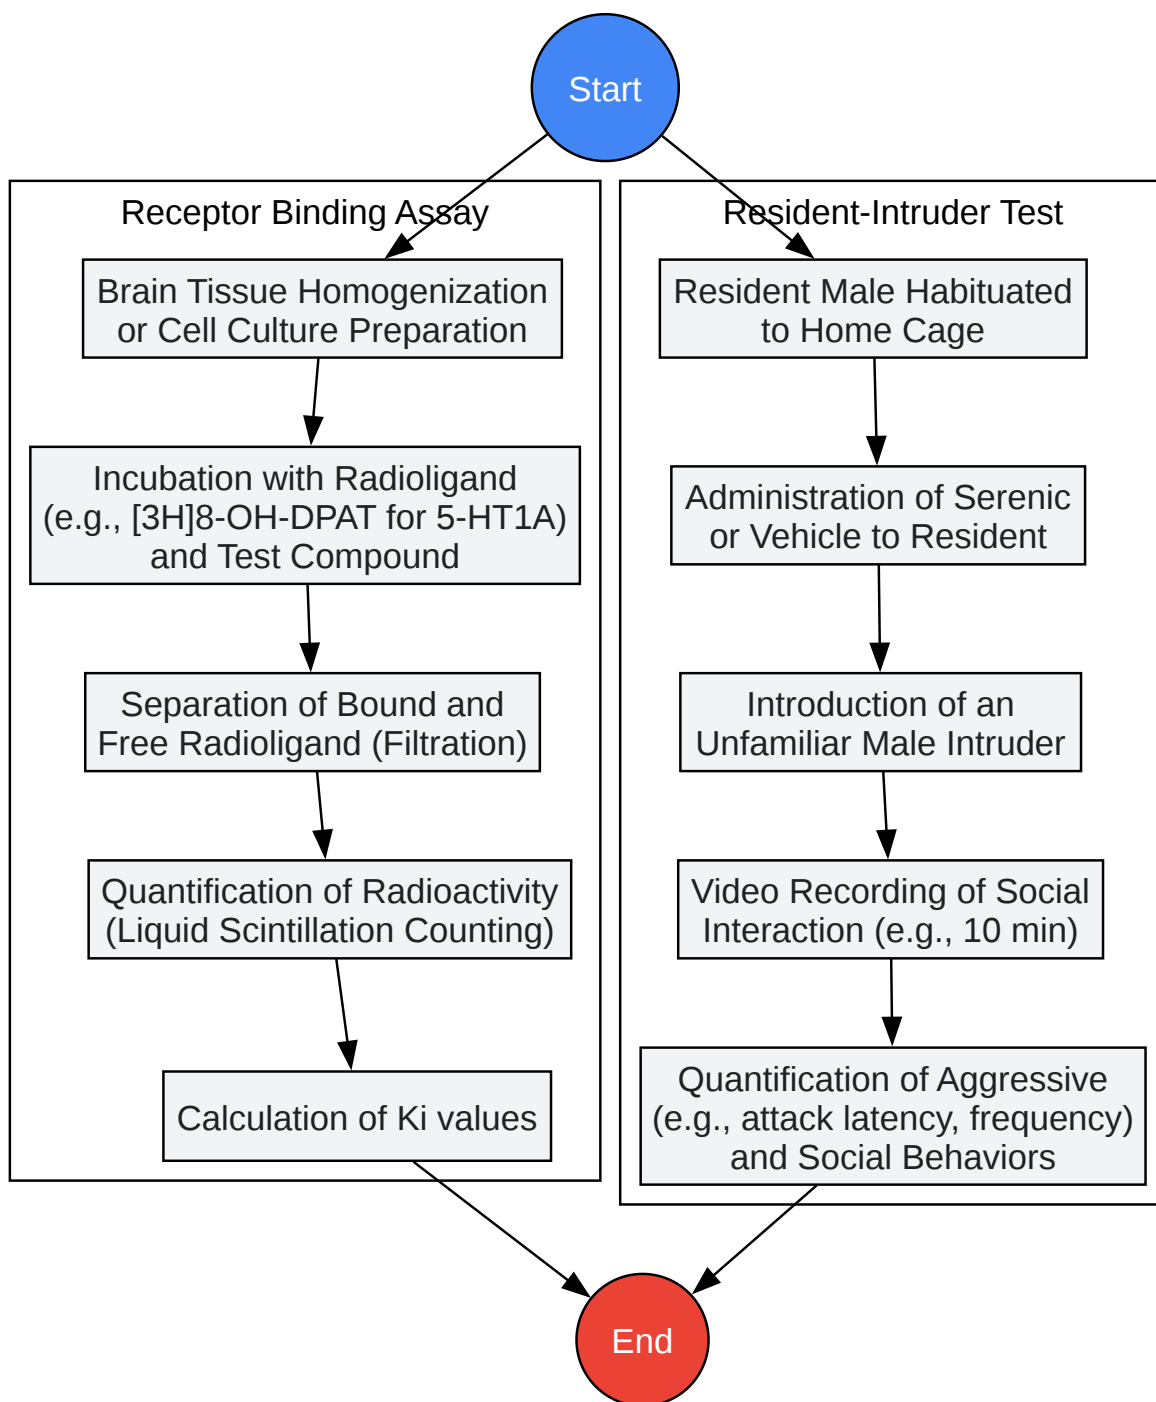 Start
Receptor Binding Assay
Brain Tissue Homogenization
or Cell Culture Preparation
Incubation with Radioligand
(e.g., [3H]8-OH-DPAT for 5-HT1A)
and Test Compound
Separation of Bound and
Free Radioligand (Filtration)
Quantification of Radioactivity
(Liquid Scintillation Counting)
Calculation of Ki values
Resident-Intruder Test
Resident Male Habituated
to Home Cage
Administration of Serenic
or Vehicle to Resident
Introduction of an
Unfamiliar Male Intruder
Video Recording of Social
Interaction (e.g., 10 min)
Quantification of Aggressive
(e.g., attack latency, frequency)
and Social Behaviors
End